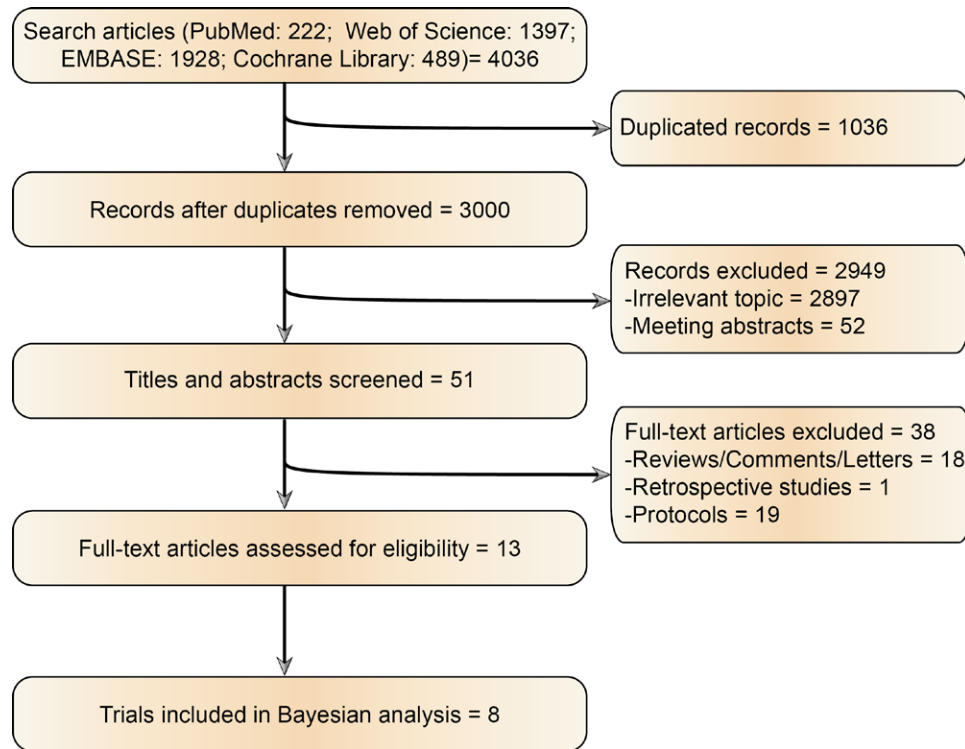 Search articles (PubMed: 222;  Web of Science: 1397;
EMBASE: 1928; Cochrane Library: 489)= 4036
Duplicated records = 1036
Records after duplicates removed = 3000
Records excluded = 2949
-Irrelevant topic = 2897
-Meeting abstracts = 52
Titles and abstracts screened = 51
Full-text articles excluded = 38
-Reviews/Comments/Letters = 18
-Retrospective studies = 1
-Protocols = 19
Full-text articles assessed for eligibility = 13
Trials included in Bayesian analysis = 8